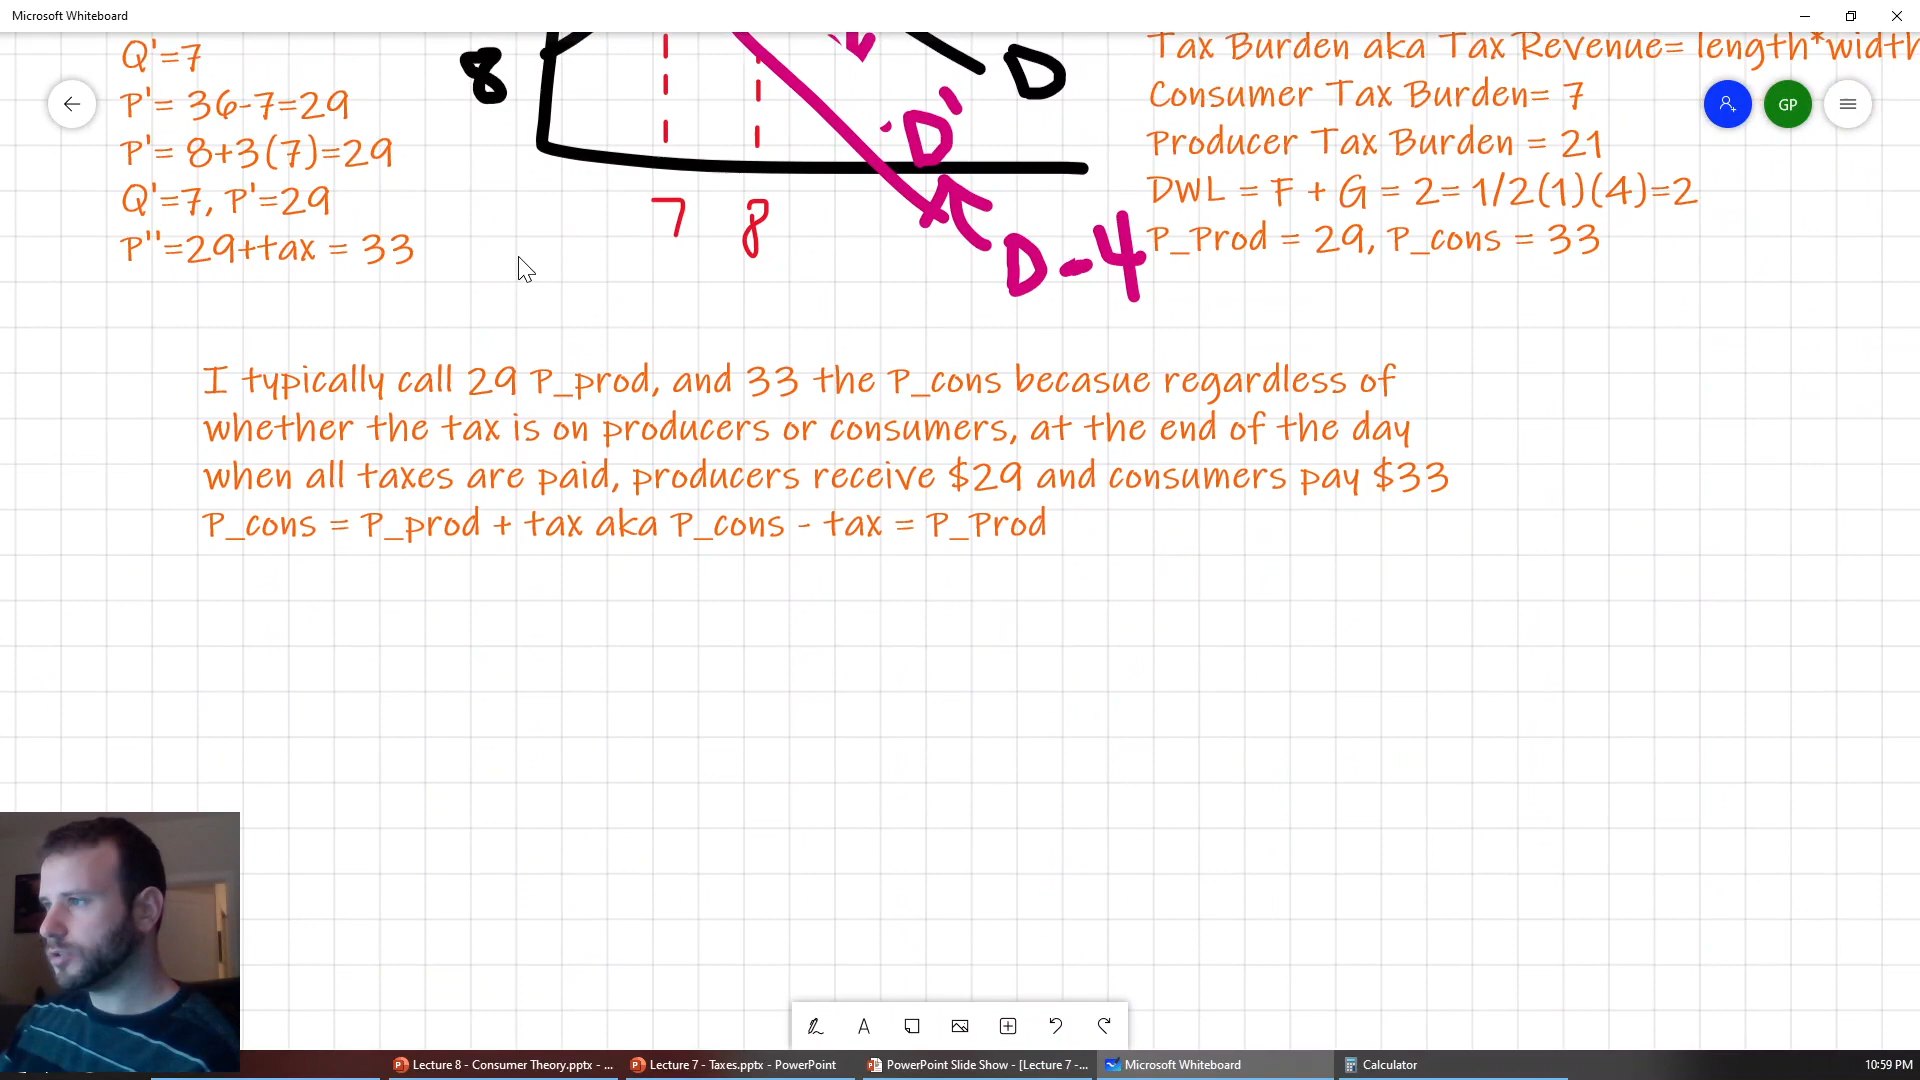 Microsoft Whiteboard
Q'=7
P'= 36-7=29
P'= 8+3(7)=29
Q'=7, P'=29
P''=29+tax = 33
8
D
D'
7
8
D-4
Tax Burden aka Tax Revenue= length*width
Consumer Tax Burden= 7
Producer Tax Burden = 21
DWL = F + G = 2= 1/2(1)(4)=2
P_Prod = 29, P_cons = 33
GP
I typically call 29 P_prod, and 33 the P_cons becasue regardless of
whether the tax is on producers or consumers, at the end of the day
when all taxes are paid, producers receive $29 and consumers pay $33
P_cons = P_prod + tax aka P_cons - tax = P_Prod
A
Lecture 8 - Consumer Theory.pptx - ...
Lecture 7 - Taxes.pptx - PowerPoint
PowerPoint Slide Show - [Lecture 7 -...
Microsoft Whiteboard
Calculator
10:59 PM